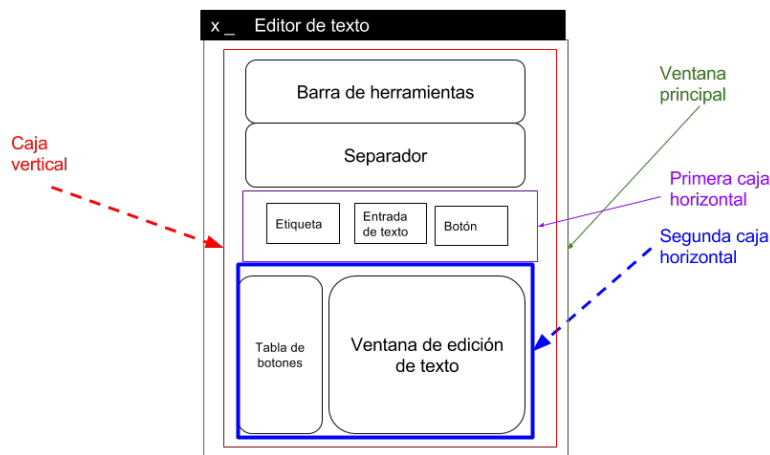 x _ Editor de texto
Barra de herramientas
Separador
Etiqueta
Entrada
de texto
Botón
Tabla de
botones
Ventana de edición
de texto
Caja
vertical
Ventana
principal
Primera caja
horizontal
Segunda caja
horizontal